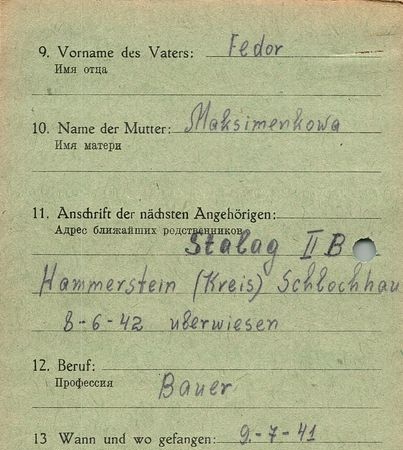 9. Vorname des Vaters: Fedor
Имя отца
10. Name der Mutter: Maksimenkowa
Имя матери
11. Anschrift der nächsten Angehörigen:
Адрес ближайших родственников
Stalag II B
Hammerstein (Kreis) Schlochhau
8-6-42 uberwiesen
12. Beruf:
Профессия
Bauer
13 Wann und wo gefangen: 9.-7-41